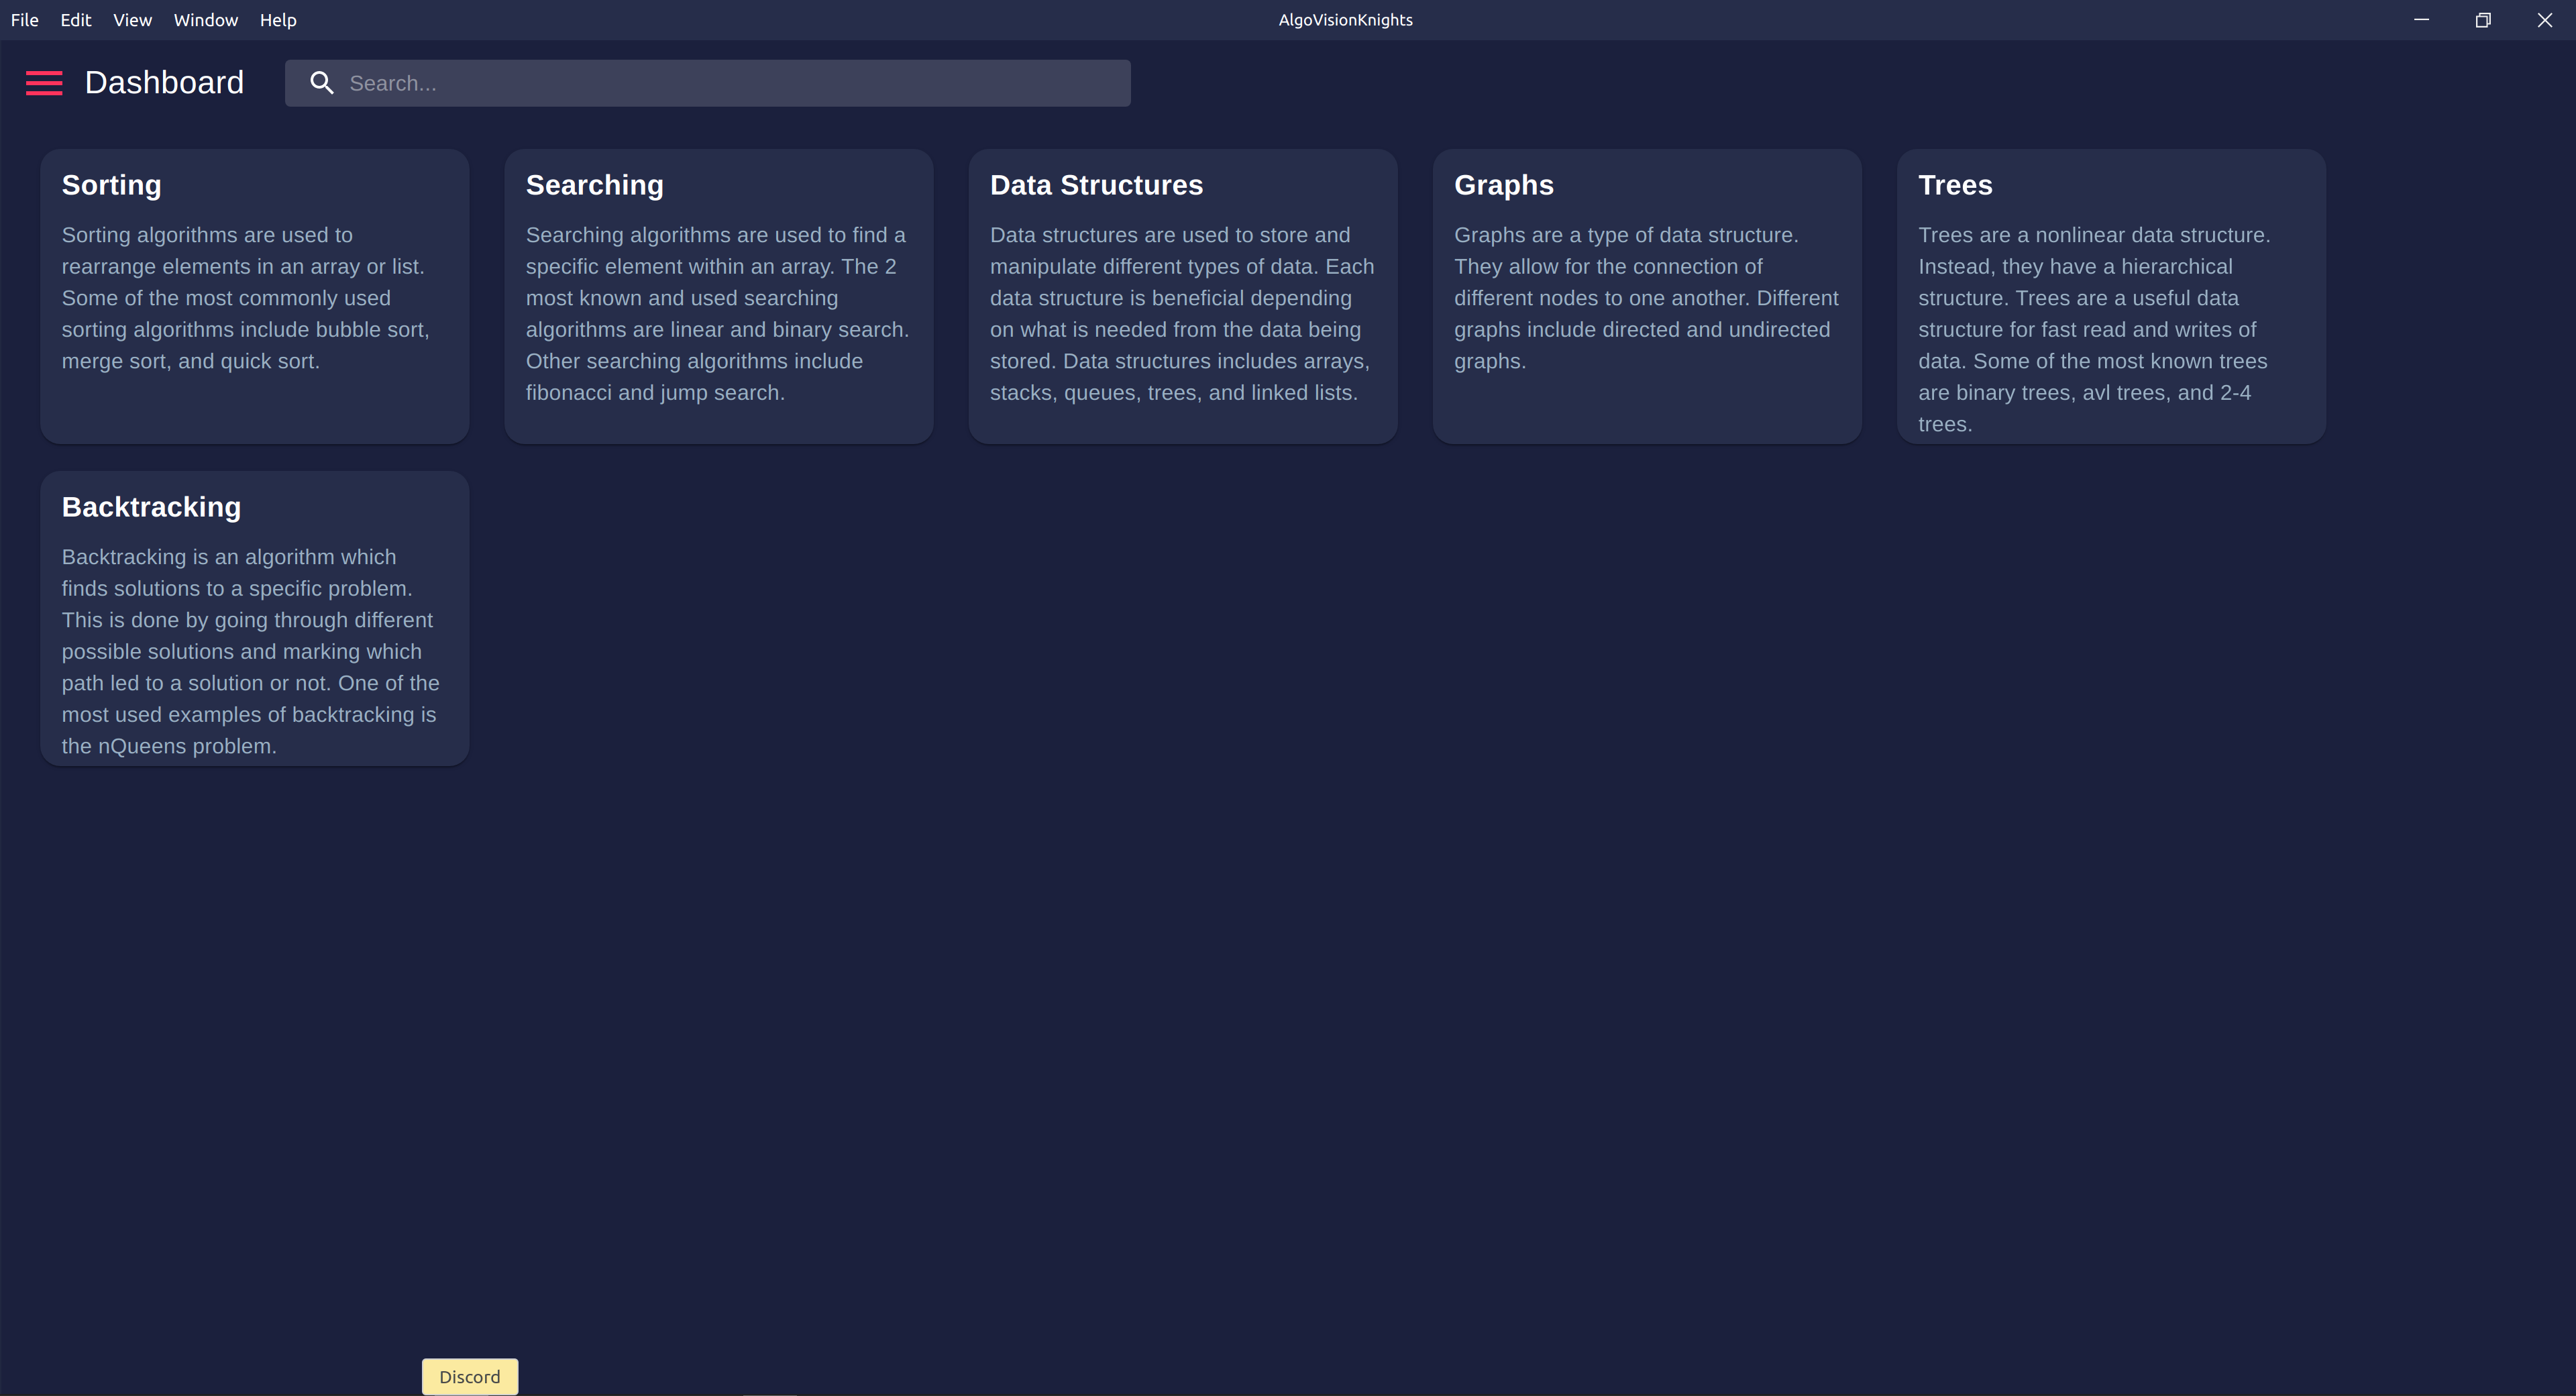 File Edit View Window Help
AlgoVisionKnights
Dashboard
Search...
Sorting
Sorting algorithms are used to
rearrange elements in an array or list.
Some of the most commonly used
sorting algorithms include bubble sort,
merge sort, and quick sort.
Searching
Searching algorithms are used to find a
specific element within an array. The 2
most known and used searching
algorithms are linear and binary search.
Other searching algorithms include
fibonacci and jump search.
Data Structures
Data structures are used to store and
manipulate different types of data. Each
data structure is beneficial depending
on what is needed from the data being
stored. Data structures includes arrays,
stacks, queues, trees, and linked lists.
Graphs
Graphs are a type of data structure.
They allow for the connection of
different nodes to one another. Different
graphs include directed and undirected
graphs.
Trees
Trees are a nonlinear data structure.
Instead, they have a hierarchical
structure. Trees are a useful data
structure for fast read and writes of
data. Some of the most known trees
are binary trees, avl trees, and 2-4
trees.
Backtracking
Backtracking is an algorithm which
finds solutions to a specific problem.
This is done by going through different
possible solutions and marking which
path led to a solution or not. One of the
most used examples of backtracking is
the nQueens problem.
Discord